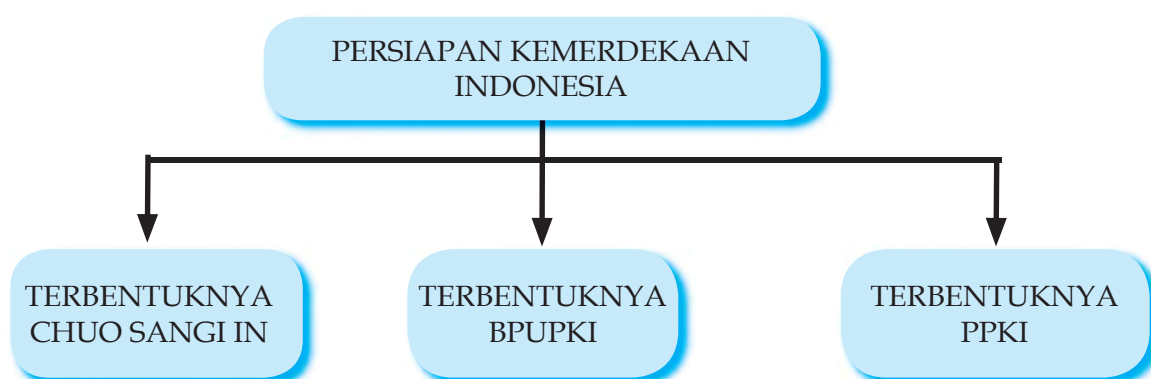 PERSIAPAN KEMERDEKAAN
INDONESIA
TERBENTUKNYA
CHUO SANGI IN
TERBENTUKNYA
BPUPKI
TERBENTUKNYA
PPKI